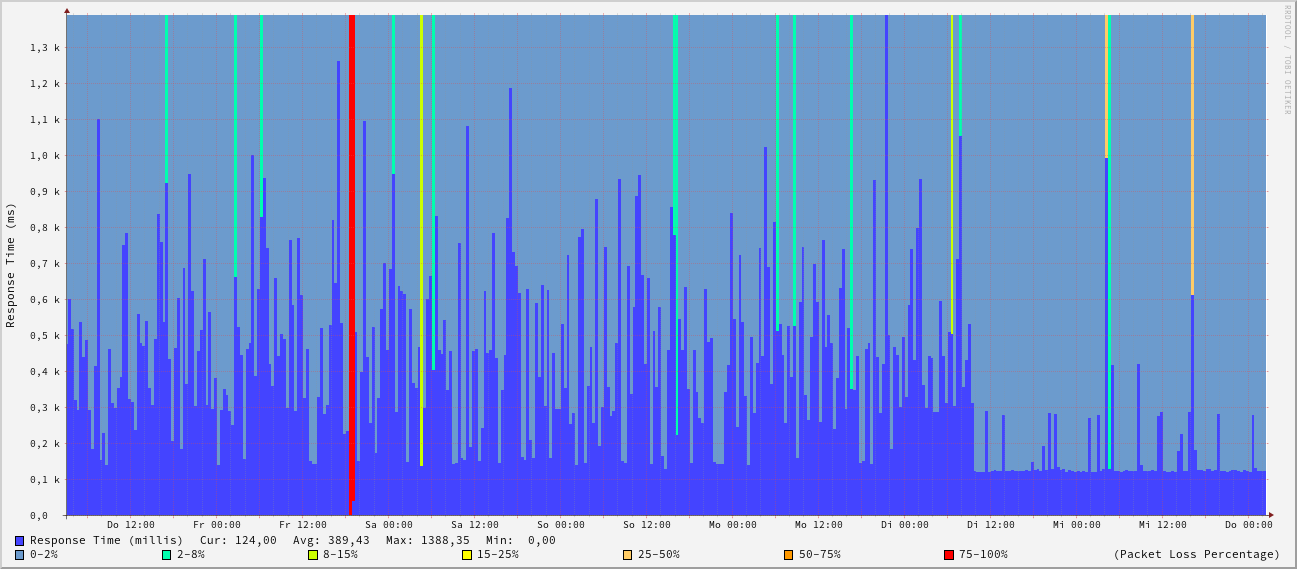 RRDTOOL / TOBI OETIKER
Response Time (ms)
1,3 k
1,2 k
1,1 k
1,0 k
0,9 k
0,8 k
0,7 k
0,6 k
0,5 k
0,4 k
0,3 k
0,2 k
0,1 k
0,0
Do 12:00 Fr 00:00 Fr 12:00 Sa 00:00 Sa 12:00 So 00:00 So 12:00 Mo 00:00 Mo 12:00 Di 00:00 Di 12:00 Mi 00:00 Mi 12:00 Do 00:00
Response Time (millis) Cur: 124,00 Avg: 389,43 Max: 1388,35 Min: 0,00
0-2% 2-8% 8-15% 15-25% 25-50% 50-75% 75-100% (Packet Loss Percentage)